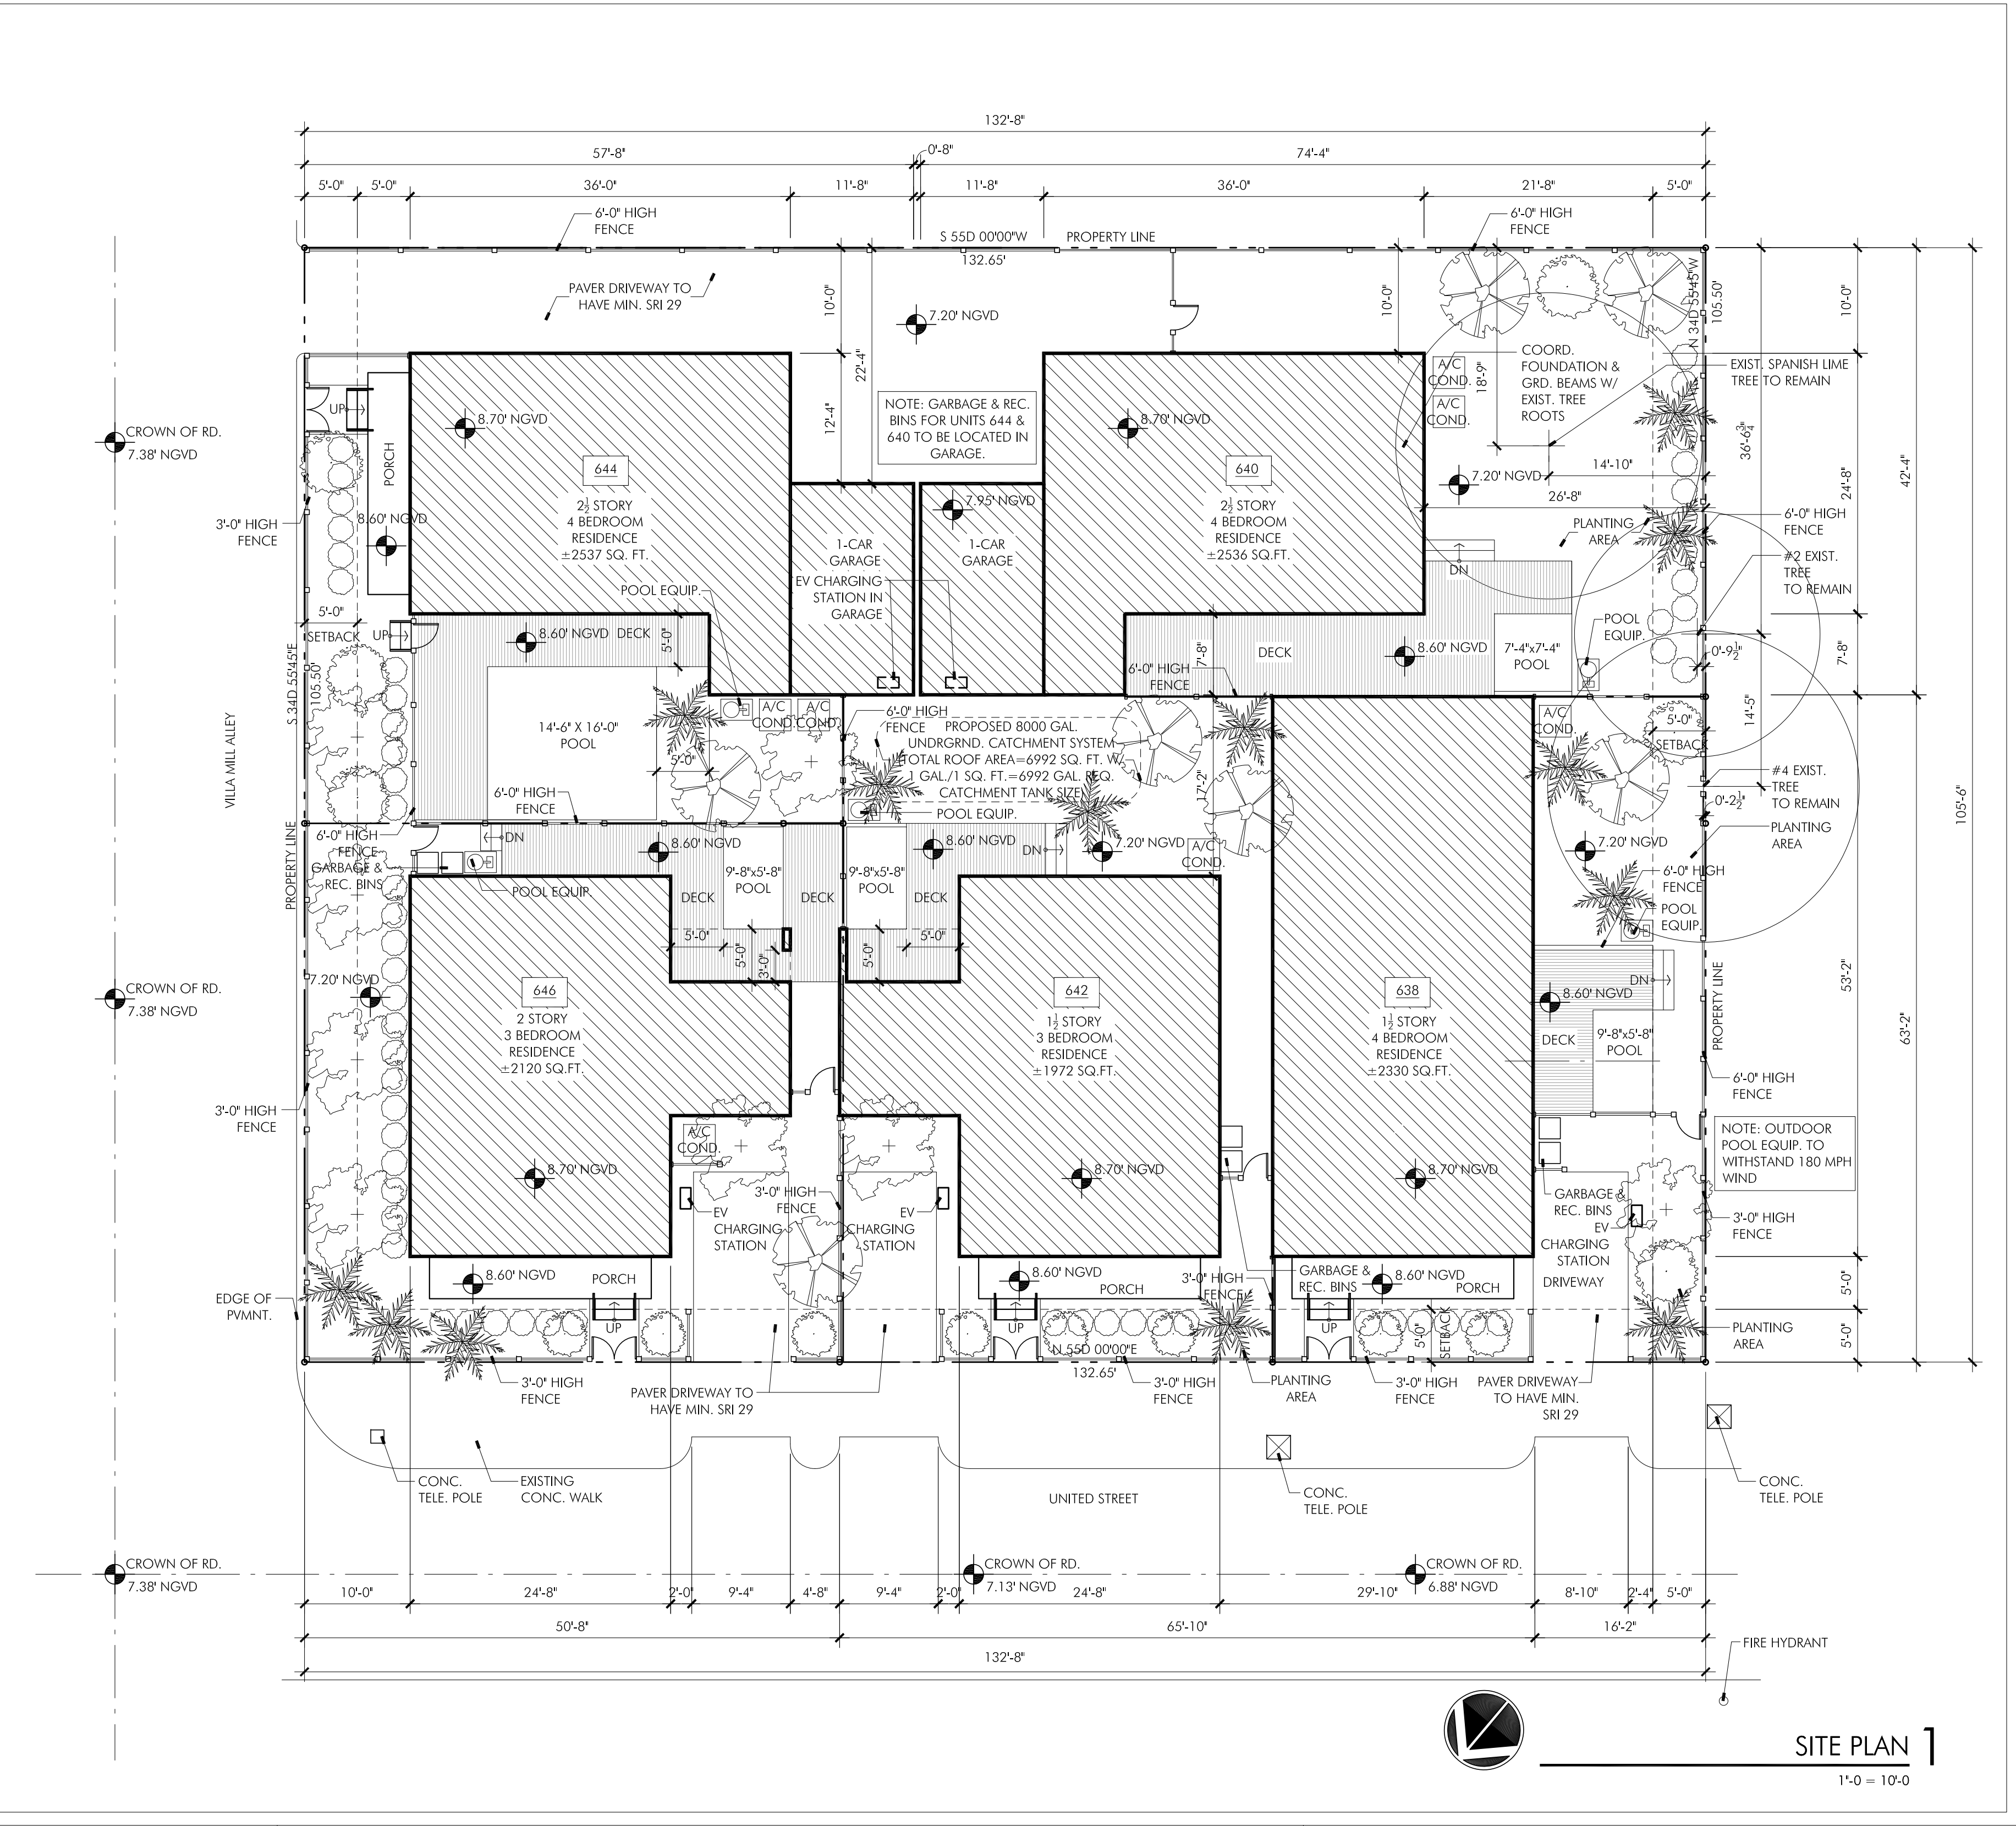 132'-8"
57'-8"
0'-8"
74'-4"
5'-0"
5'-0"
36'-0"
11'-8"
11'-8"
36'-0"
21'-8"
5'-0"
6'-0" HIGH
FENCE
6'-0" HIGH
FENCE
S 55D 00'00"W
PROPERTY LINE
132.65'
PAVER DRIVEWAY TO
HAVE MIN. SRI 29
10'-0"
7.20' NGVD
10'-0"
N 34D 55'45"W
105.50'
10'-0"
22'-4"
12'-4"
NOTE: GARBAGE & REC.
BINS FOR UNITS 644 &
640 TO BE LOCATED IN
GARAGE.
A/C
COND.
A/C
COND.
18'-9"
COORD.
FOUNDATION &
GRD. BEAMS W/
EXIST. TREE
ROOTS
EXIST. SPANISH LIME
TREE TO REMAIN
UP
PORCH
CROWN OF RD.
7.38' NGVD
8.70' NGVD
644
2½ STORY
4 BEDROOM
RESIDENCE
±2537 SQ. FT.
8.70' NGVD
640
2½ STORY
4 BEDROOM
RESIDENCE
±2536 SQ.FT.
7.95' NGVD
1-CAR
GARAGE
1-CAR
GARAGE
EV CHARGING
STATION IN
GARAGE
7.20' NGVD
14'-10"
26'-8"
36'-6¾"
24'-8"
42'-4"
3'-0" HIGH
FENCE
8.60' NGVD
PLANTING
AREA
6'-0" HIGH
FENCE
#2 EXIST.
TREE
TO REMAIN
DN
POOL EQUIP.
5'-0"
SETBACK
UP
8.60' NGVD
DECK
5'-0"
7'-8"
DECK
8.60' NGVD
7'-4"x7'-4"
POOL
POOL
EQUIP.
0'-9½"
7'-8"
S 34D 55'45"E
105.50'
6'-0" HIGH
FENCE
VILLA MILL ALLEY
14'-6" X 16'-0"
POOL
A/C
COND.
A/C
COND.
6'-0" HIGH
FENCE
PROPOSED 8000 GAL.
UNDRGRND. CATCHMENT SYSTEM
TOTAL ROOF AREA=6992 SQ. FT. W/
1 GAL./1 SQ. FT.=6992 GAL. REQ.
CATCHMENT TANK SIZE
5'-0"
17'-2"
A/C
COND.
5'-0"
SETBACK
14'-5"
#4 EXIST.
TREE
TO REMAIN
0'-2½"
105'-6"
6'-0" HIGH
FENCE
POOL EQUIP.
PLANTING
AREA
PROPERTY LINE
6'-0" HIGH
FENCE
GARBAGE &
REC. BINS
DN
8.60' NGVD
8.60' NGVD
DN
7.20' NGVD
A/C
COND.
7.20' NGVD
POOL EQUIP.
DECK
9'-8"x5'-8"
POOL
DECK
9'-8"x5'-8"
POOL
DECK
6'-0" HIGH
FENCE
POOL
EQUIP.
5'-0"
5'-0"
3'-0"
5'-0"
5'-0"
7.20' NGVD
CROWN OF RD.
7.38' NGVD
646
2 STORY
3 BEDROOM
RESIDENCE
±2120 SQ.FT.
642
1½ STORY
3 BEDROOM
RESIDENCE
±1972 SQ.FT.
638
1½ STORY
4 BEDROOM
RESIDENCE
±2330 SQ.FT.
DN
8.60' NGVD
DECK
9'-8"x5'-8"
POOL
PROPERTY LINE
53'-2"
63'-2"
6'-0" HIGH
FENCE
3'-0" HIGH
FENCE
A/C
COND.
NOTE: OUTDOOR
POOL EQUIP. TO
WITHSTAND 180 MPH
WIND
8.70' NGVD
8.70' NGVD
8.70' NGVD
3'-0" HIGH
FENCE
EV
CHARGING
STATION
EV
CHARGING
STATION
GARBAGE &
REC. BINS
EV
CHARGING
STATION
DRIVEWAY
3'-0" HIGH
FENCE
8.60' NGVD
PORCH
8.60' NGVD
PORCH
3'-0" HIGH
FENCE
GARBAGE &
REC. BINS
8.60' NGVD
PORCH
5'-0"
EDGE OF
PVMNT.
UP
UP
UP
5'-0"
SETBACK
PLANTING
AREA
5'-0"
N 55D 00'00"E
132.65'
3'-0" HIGH
FENCE
PAVER DRIVEWAY TO
HAVE MIN. SRI 29
3'-0" HIGH
FENCE
PLANTING
AREA
3'-0" HIGH
FENCE
PAVER DRIVEWAY
TO HAVE MIN.
SRI 29
CONC.
TELE. POLE
EXISTING
CONC. WALK
UNITED STREET
CONC.
TELE. POLE
CONC.
TELE. POLE
CROWN OF RD.
7.38' NGVD
CROWN OF RD.
7.13' NGVD
CROWN OF RD.
6.88' NGVD
10'-0"
24'-8"
2'-0"
9'-4"
4'-8"
9'-4"
2'-0"
24'-8"
29'-10"
8'-10"
2'-4"
5'-0"
50'-8"
65'-10"
16'-2"
132'-8"
FIRE HYDRANT
SITE PLAN 1
1"-0 = 10'-0